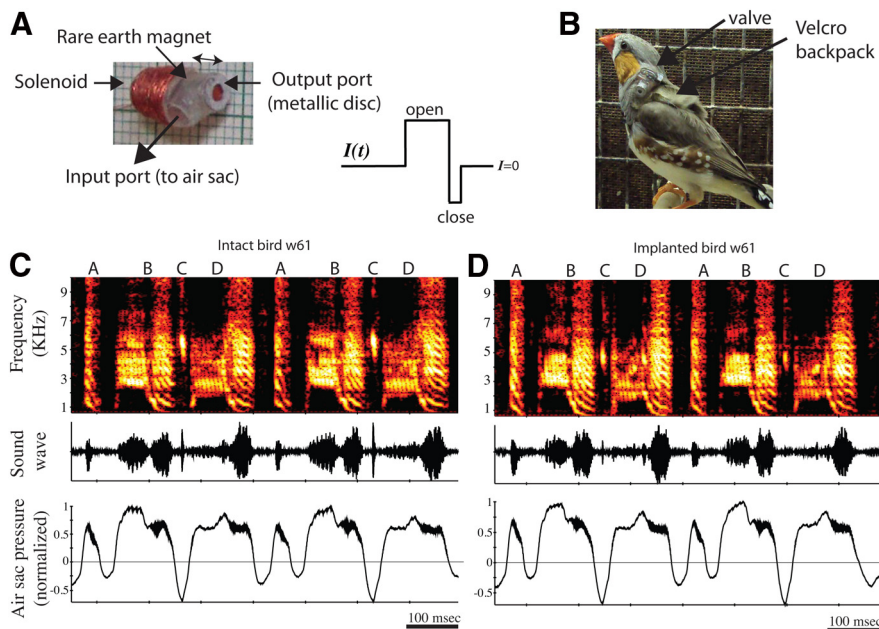 A
Rare earth magnet
Solenoid
Output port
(metallic disc)
Input port (to air sac)
open
I(t)
I=0
close
B
valve
Velcro
backpack
C
Intact bird w61
A B C D A B C D
Frequency
(KHz)
9
7
5
3
1
Sound
wave
Air sac pressure
(normalized)
1
0.5
0
-0.5
100 msec
D
Implanted bird w61
A B C D A B C D
9
7
5
3
1
1
0.5
0
-0.5
100 msec